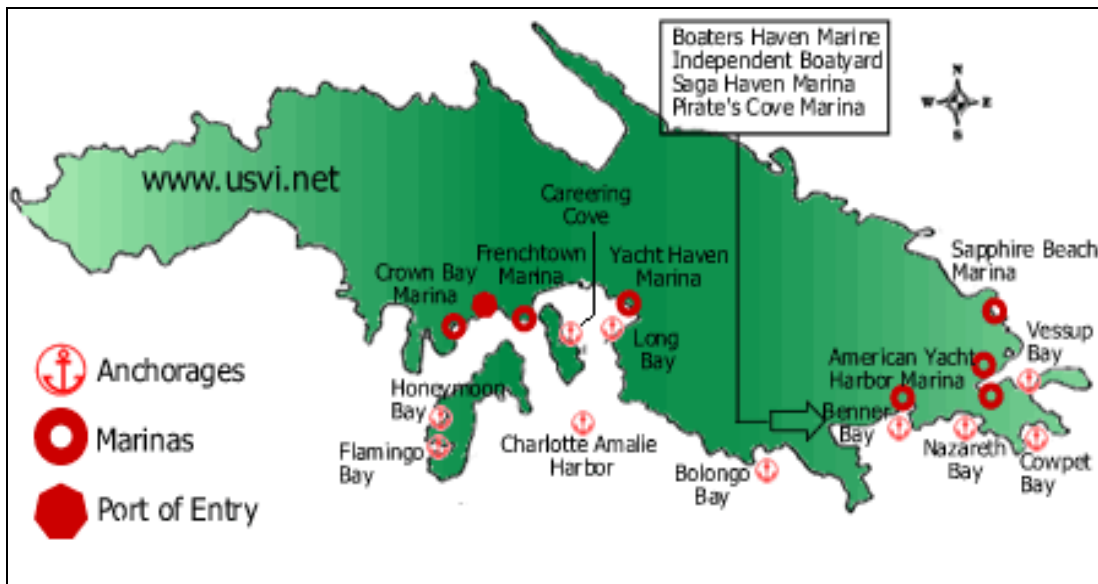 Boaters Haven Marine
Independent Boatyard
Saga Haven Marina
Pirate's Cove Marina
N
W
E
S
www.usvi.net
Careering
Cove
Frenchtown
Marina
Yacht Haven
Marina
Sapphire Beach
Marina
Crown Bay
Marina
Long
Bay
Vessup
Bay
American Yacht
Harbor Marina
Anchorages
Honeymoon
Bay
Benner
Bay
Marinas
Flamingo
Bay
Charlotte Amalie
Harbor
Bolongo
Bay
Nazareth
Bay
Cowpet
Bay
Port of Entry